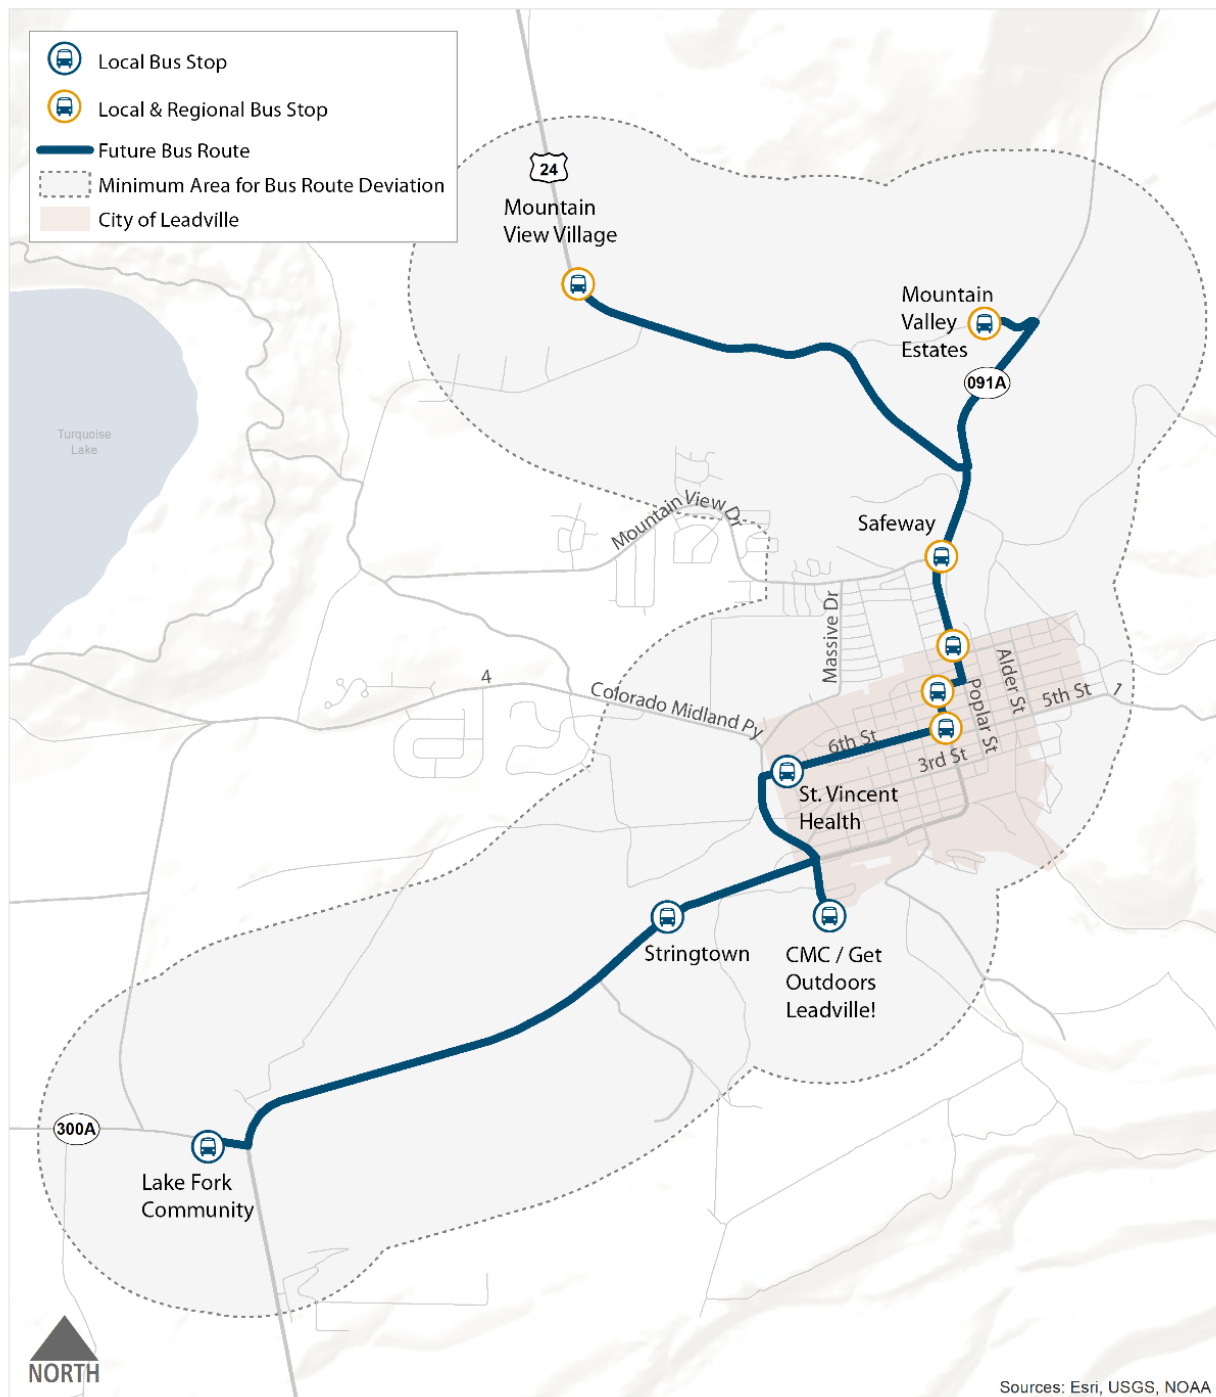 Local Bus Stop
Local & Regional Bus Stop
Future Bus Route
Minimum Area for Bus Route Deviation
City of Leadville
24
Mountain
View Village
Mountain
Valley
Estates
091A
Turquoise
Lake
Mountain View Dr
Safeway
Massive Dr
Alder St
Poplar St
5th St
1
4
Colorado Midland Py
6th St
3rd St
St. Vincent
Health
Stringtown
CMC / Get
Outdoors
Leadville!
300A
Lake Fork
Community
NORTH
Sources: Esri, USGS, NOAA